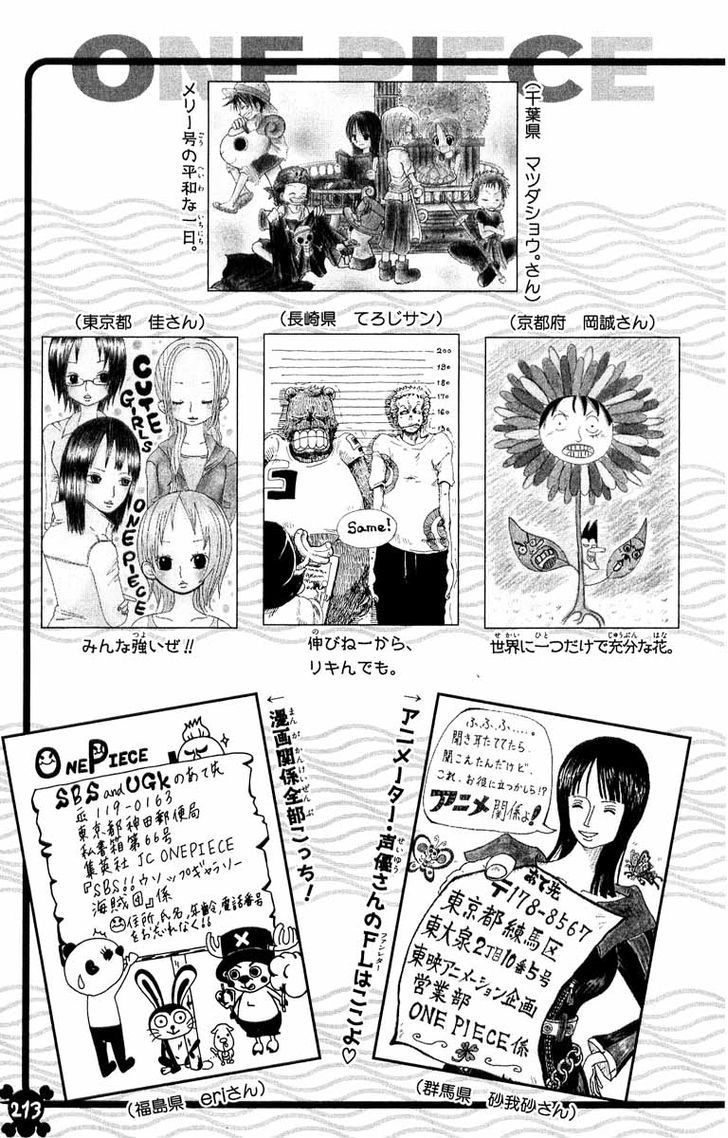 ONE PIECE
(千葉県 マツダショウ。さん)
メリー号の平和な一日。
(東京都 佳さん)
CUTE
GIRLS
ONE PIECE
みんな強いぜ!!
(長崎県 てろじサン)
200
190
180
170
160
コ
Same!
伸びねーから、
リキんでも。
(京都府 岡誠さん)
世界に一つだけで充分な花。
←漫画関係全部こっち!
ONE PIECE
SBS and UGKのあて先
〒119-0163
東京都神田郵便局
私書箱第66号
集英社 JC ONEPIECE
『SBS!!ウソップギャラリー
海賊団』係
住所、氏名、年齢、電話番号
をおだれなく!!
(福島県 erlさん)
↓アニメーター・声優さんのFLはここよ♡
ふ、ふ、ふ……。
聞き耳たててたら、
聞こえたんだけど、
これ、お役に立つかしら!?
アニメ関係よ!
あて先
〒178-8567
東京都練馬区
東大泉2丁目10番5号
東映アニメーション企画
営業部
ONE PIECE係
(群馬県 砂我砂さん)
213